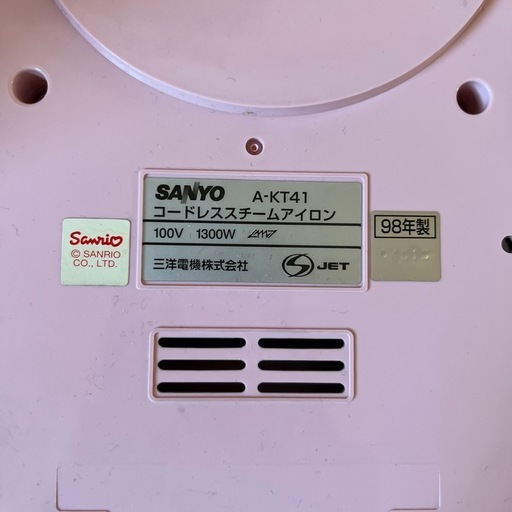 SANYO A-KT41
コードレススチームアイロン
100V 1300W
三洋電機株式会社
S JET
Sanrio
© SANRIO
CO., LTD.
98年製